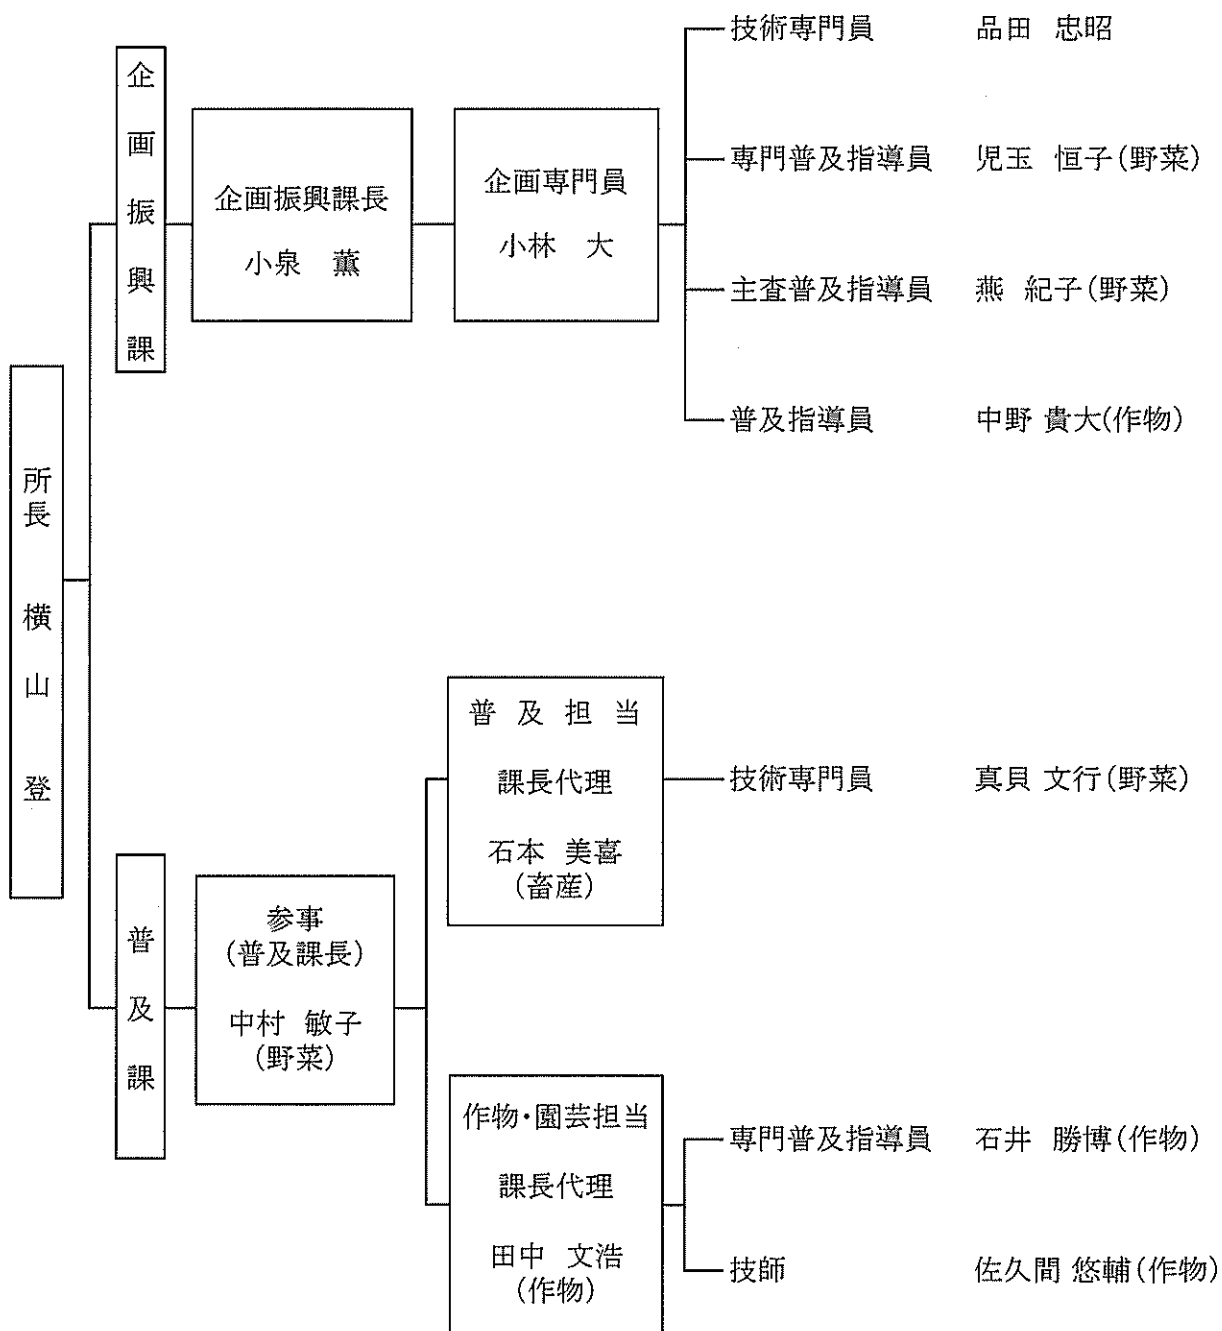 所長 横山 登
企画振興課
企画振興課長
小泉 薫
企画専門員
小林 大
技術専門員 品田 忠昭
専門普及指導員 児玉 恒子(野菜)
主査普及指導員 燕 紀子(野菜)
普及指導員 中野 貴大(作物)
普及課
参事
(普及課長)
中村 敏子
(野菜)
普及担当
課長代理
石本 美喜
(畜産)
技術専門員 真貝 文行(野菜)
作物・園芸担当
課長代理
田中 文浩
(作物)
専門普及指導員 石井 勝博(作物)
技師 佐久間 悠輔(作物)